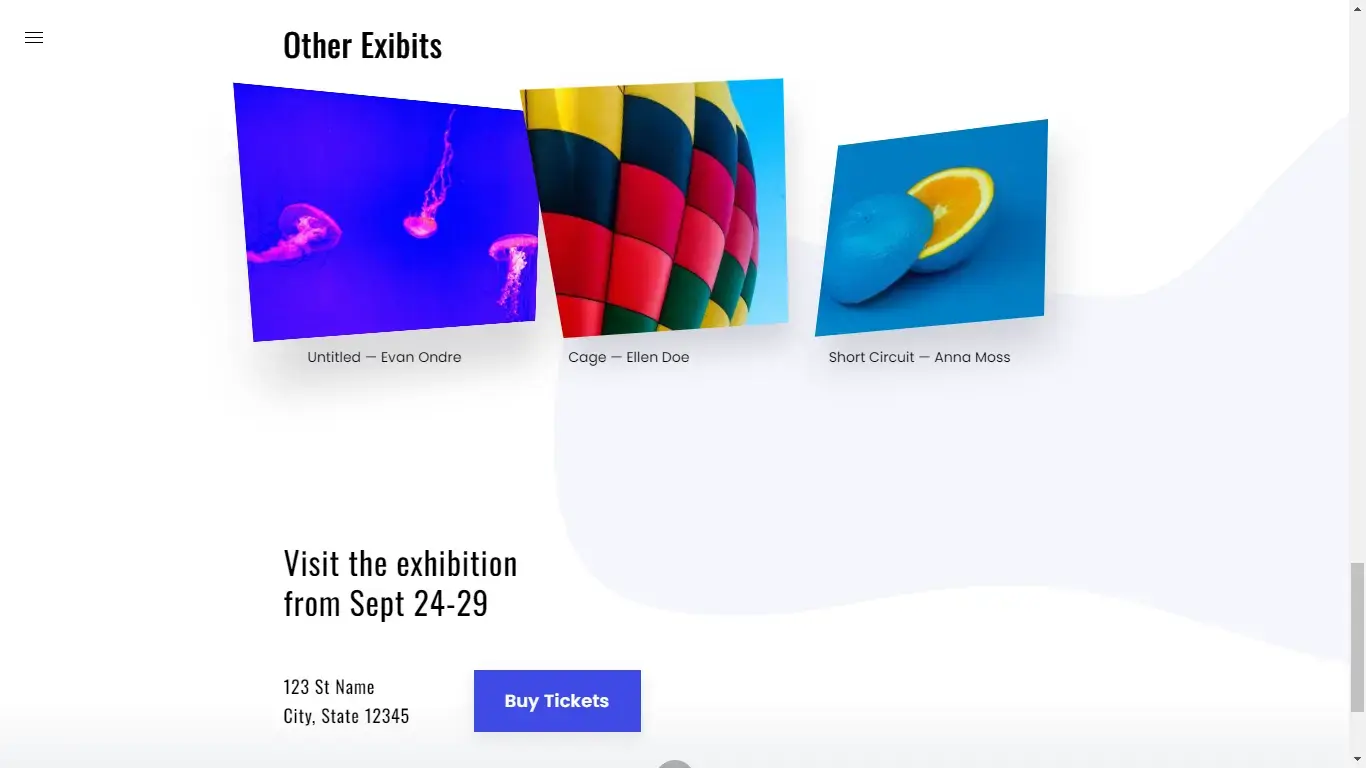 Other Exibits
Untitled — Evan Ondre
Cage — Ellen Doe
Short Circuit — Anna Moss
Visit the exhibition
from Sept 24-29
123 St Name
City, State 12345
Buy Tickets